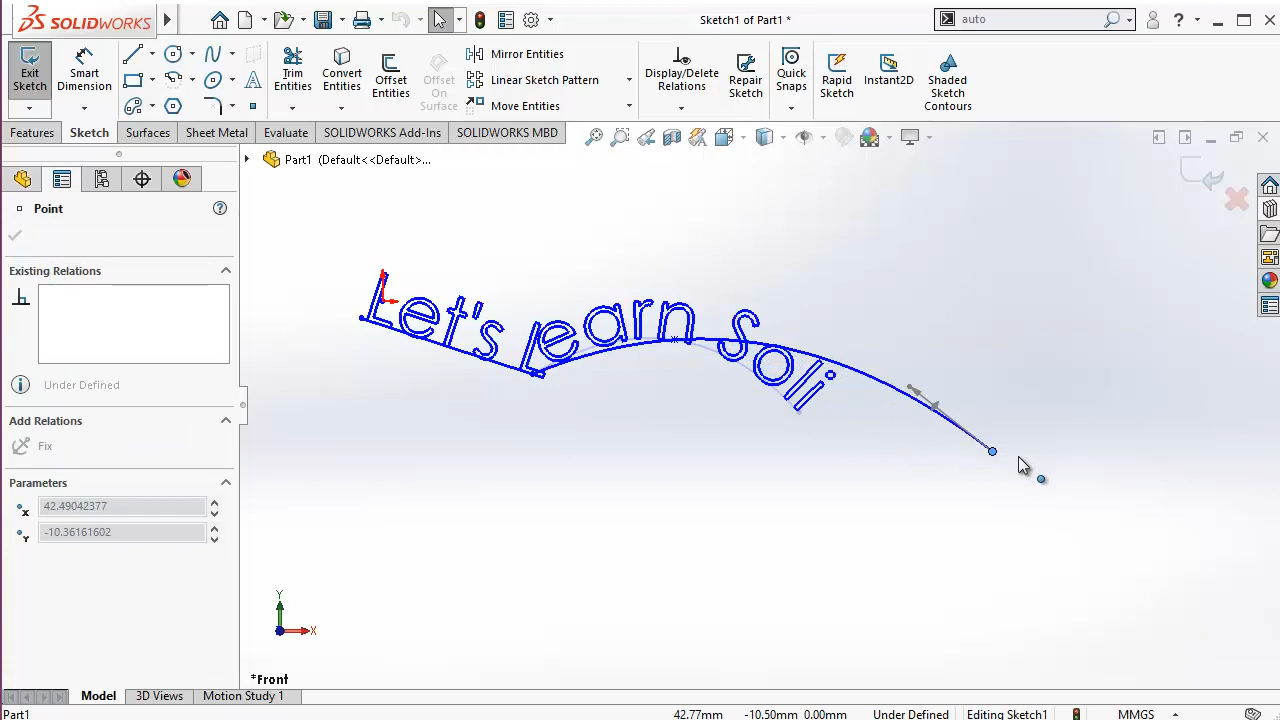 SOLIDWORKS
Sketch1 of Part1 *
auto
Exit Sketch
Smart Dimension
Trim Entities
Convert Entities
Offset Entities
Offset On Surface
Mirror Entities
Linear Sketch Pattern
Move Entities
Display/Delete Relations
Repair Sketch
Quick Snaps
Rapid Sketch
Instant2D
Shaded Sketch Contours
Features
Sketch
Surfaces
Sheet Metal
Evaluate
SOLIDWORKS Add-Ins
SOLIDWORKS MBD
Part1 (Default<<Default>...
Point
Existing Relations
Under Defined
Add Relations
Fix
Parameters
X 42.49042377
Y -10.36161602
Let's learn Soli
Y
X
*Front
Model
3D Views
Motion Study 1
Part1
42.77mm
-10.50mm 0.00mm
Under Defined
Editing Sketch1
MMGS